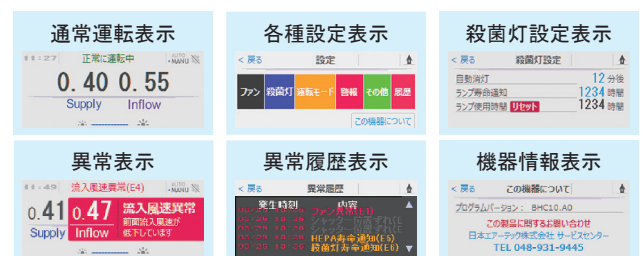 通常運転表示
11:27 正常に運転中 AUTO •MANU
0.40 0.55
Supply Inflow
各種設定表示
< 戻る 設定
ファン 殺菌灯 運転モード 警報 その他 履歴
この機器について
殺菌灯設定表示
< 戻る 殺菌灯設定
自動消灯 12 分後
ランプ寿命通知 1234 時間
ランプ使用時間 リセット 1234 時間
異常表示
11:49 流入風速異常(E4) AUTO •MANU
0.41 0.47 流入風速異常
前面流入風速が
Supply Inflow 低下しています
異常履歴表示
< 戻る 異常履歴
発生時刻 内容
ファン異常(E1)
HEPA寿命通知(E5)
殺菌灯寿命通知(E6)
機器情報表示
< 戻る この機器について
プログラムバージョン： BHC10.A0
この製品に関するお問い合わせ
日本エアーテック株式会社 サービスセンター
TEL 048-931-9445